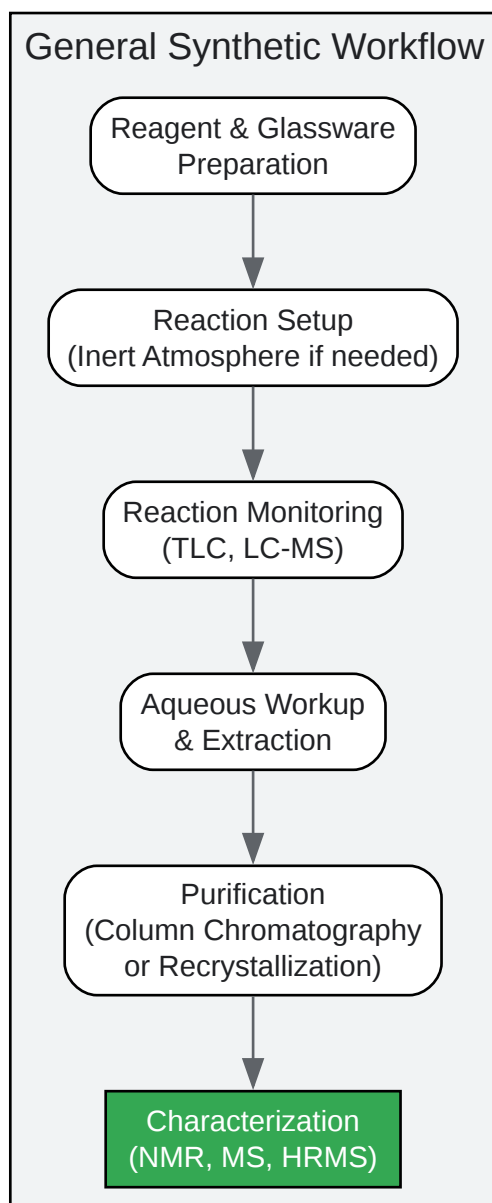 General Synthetic Workflow
Reagent & Glassware
Preparation
Reaction Setup
(Inert Atmosphere if needed)
Reaction Monitoring
(TLC, LC-MS)
Aqueous Workup
& Extraction
Purification
(Column Chromatography
or Recrystallization)
Characterization
(NMR, MS, HRMS)